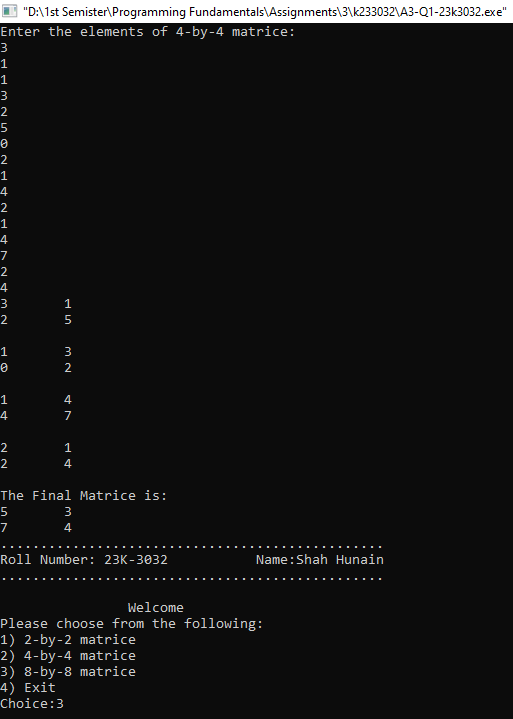 "D:\1st Semister\Programming Fundamentals\Assignments\3\k233032\A3-Q1-23k3032.exe"
Enter the elements of 4-by-4 matrice:
3
1
1
3
2
5
0
2
1
4
2
1
4
7
2
4
3 1
2 5
1 3
0 2
1 4
4 7
2 1
2 4
The Final Matrice is:
5 3
7 4
................................................
Roll Number: 23K-3032 Name:Shah Hunain
................................................
Welcome
Please choose from the following:
1) 2-by-2 matrice
2) 4-by-4 matrice
3) 8-by-8 matrice
4) Exit
Choice:3